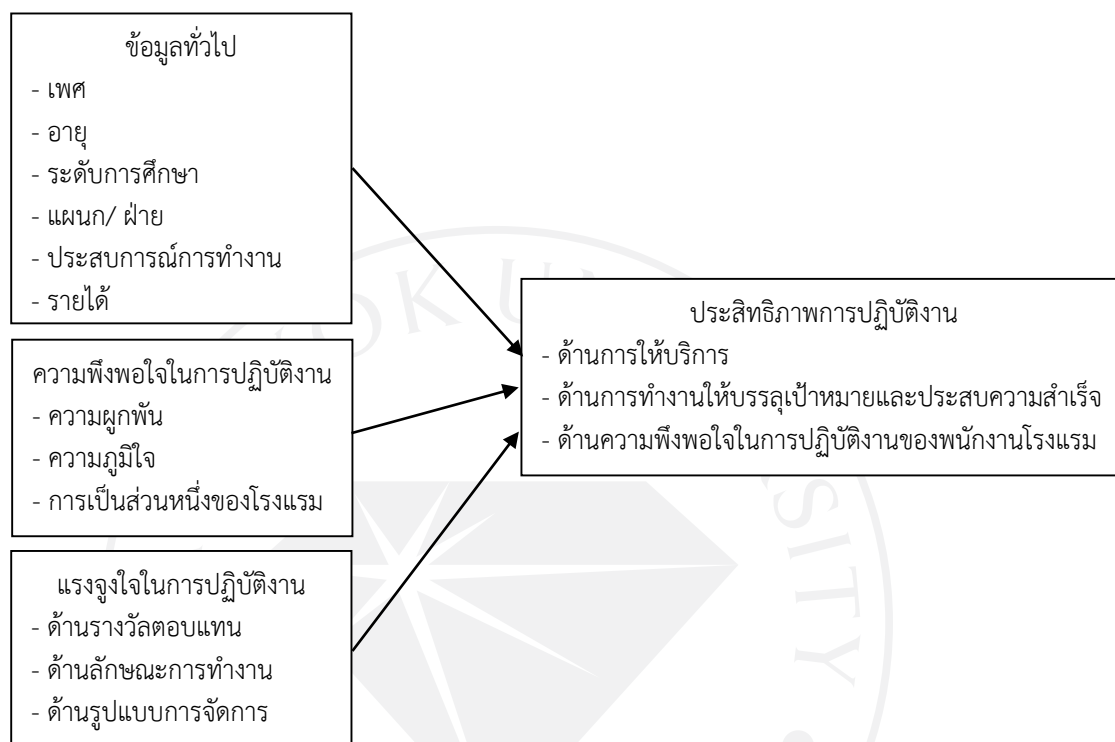 ข้อมูลทั่วไป
- เพศ
- อายุ
- ระดับการศึกษา
- แผนก/ ฝ่าย
- ประสบการณ์การทำงาน
- รายได้
ความพึงพอใจในการปฏิบัติงาน
- ความผูกพัน
- ความภูมิใจ
- การเป็นส่วนหนึ่งของโรงแรม
แรงจูงใจในการปฏิบัติงาน
- ด้านรางวัลตอบแทน
- ด้านลักษณะการทำงาน
- ด้านรูปแบบการจัดการ
ประสิทธิภาพการปฏิบัติงาน
- ด้านการให้บริการ
- ด้านการทำงานให้บรรลุเป้าหมายและประสบความสำเร็จ
- ด้านความพึงพอใจในการปฏิบัติงานของพนักงานโรงแรม